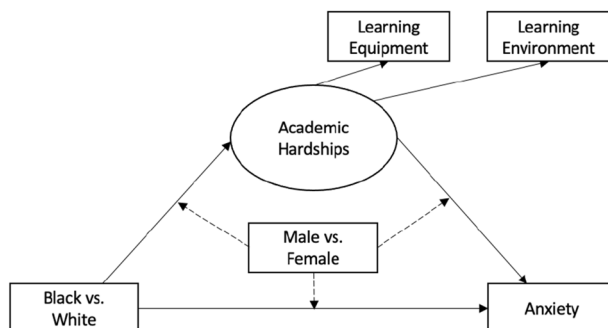 Learning
Equipment
Learning
Environment
Academic
Hardships
Male vs.
Female
Black vs.
White
Anxiety